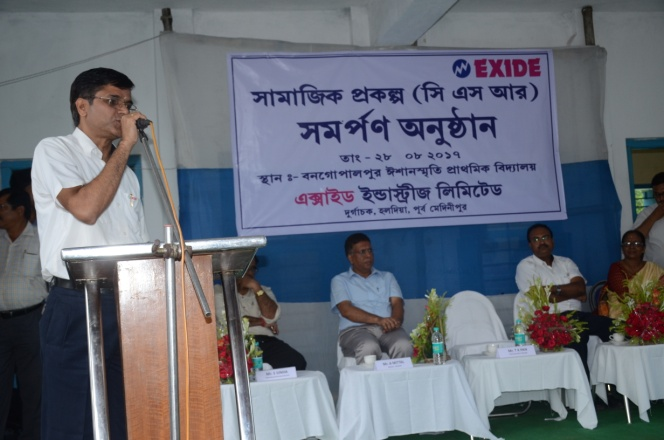 EXIDE
সামাজিক প্রকল্প (সি এস আর)
সমর্পণ অনুষ্ঠান
তাং - ২৮ ০৮ ২০১৭
স্থান ঃ- বনগোপালপুর ঈশানস্মৃতি প্রাথমিক বিদ্যালয়
এক্সাইড ইন্ডাস্ট্রীজ লিমিটেড
দুর্গাচক, হলদিয়া, পূর্ব মেদিনীপুর